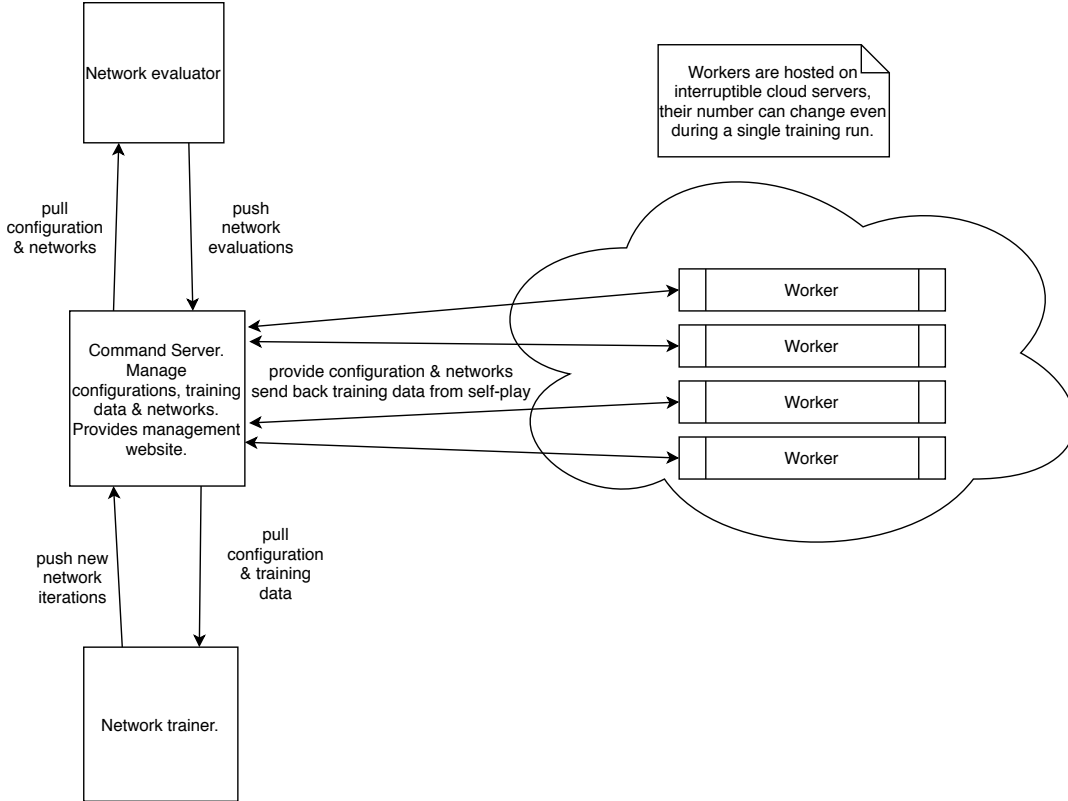 Network evaluator
Workers are hosted on
interruptible cloud servers,
their number can change even
during a single training run.
pull
configuration
& networks
push
network
evaluations
Worker
Worker
Worker
Worker
Command Server.
Manage
configurations, training
data & networks.
Provides management
website.
provide configuration & networks
send back training data from self-play
push new
network
iterations
pull
configuration
& training
data
Network trainer.